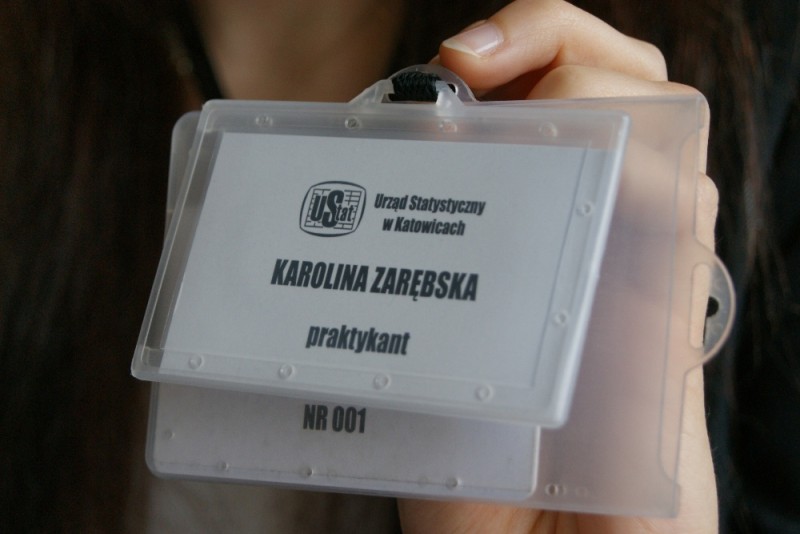 UStat
Urząd Statystyczny
w Katowicach
KAROLINA ZARĘBSKA
praktykant
NR 001